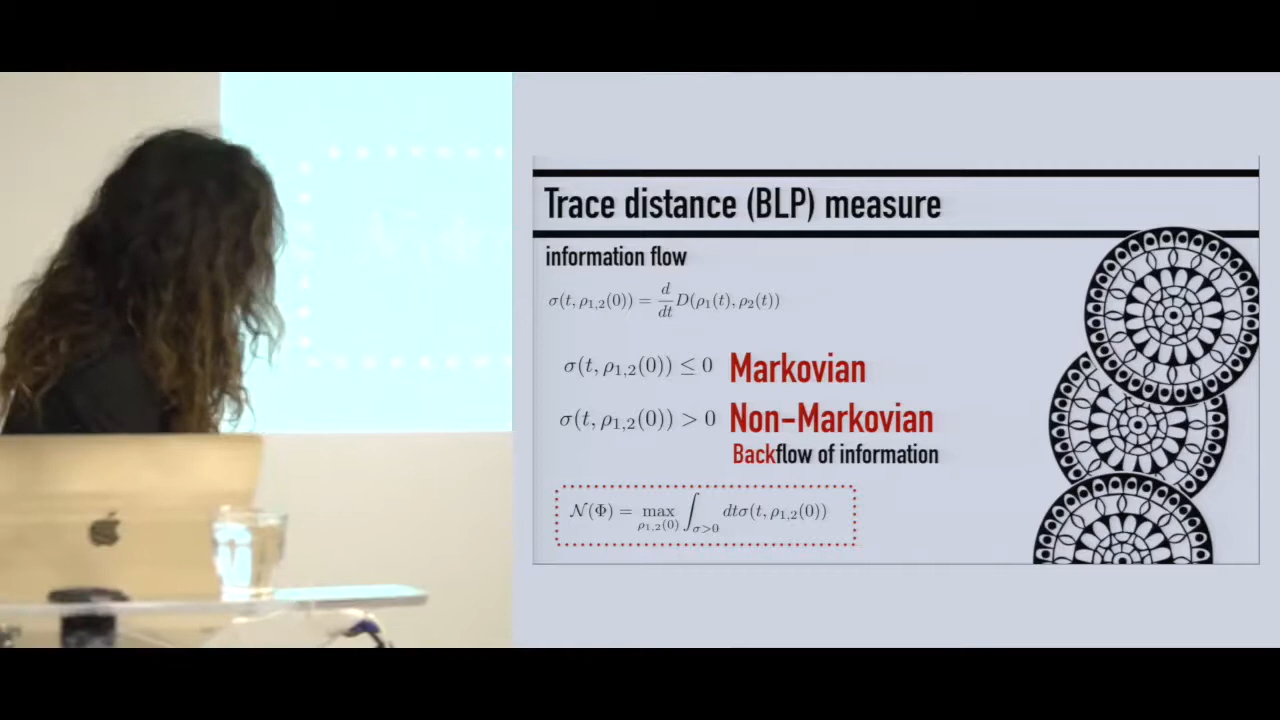 Trace distance (BLP) measure
information flow
σ(t, ρ₁,₂(0)) = d/dt D(ρ₁(t), ρ₂(t))
σ(t, ρ₁,₂(0)) ≤ 0 Markovian
σ(t, ρ₁,₂(0)) > 0 Non-Markovian
Backflow of information
𝒩(Φ) = max_{ρ₁,₂(0)} ∫_{σ>0} dtσ(t, ρ₁,₂(0))